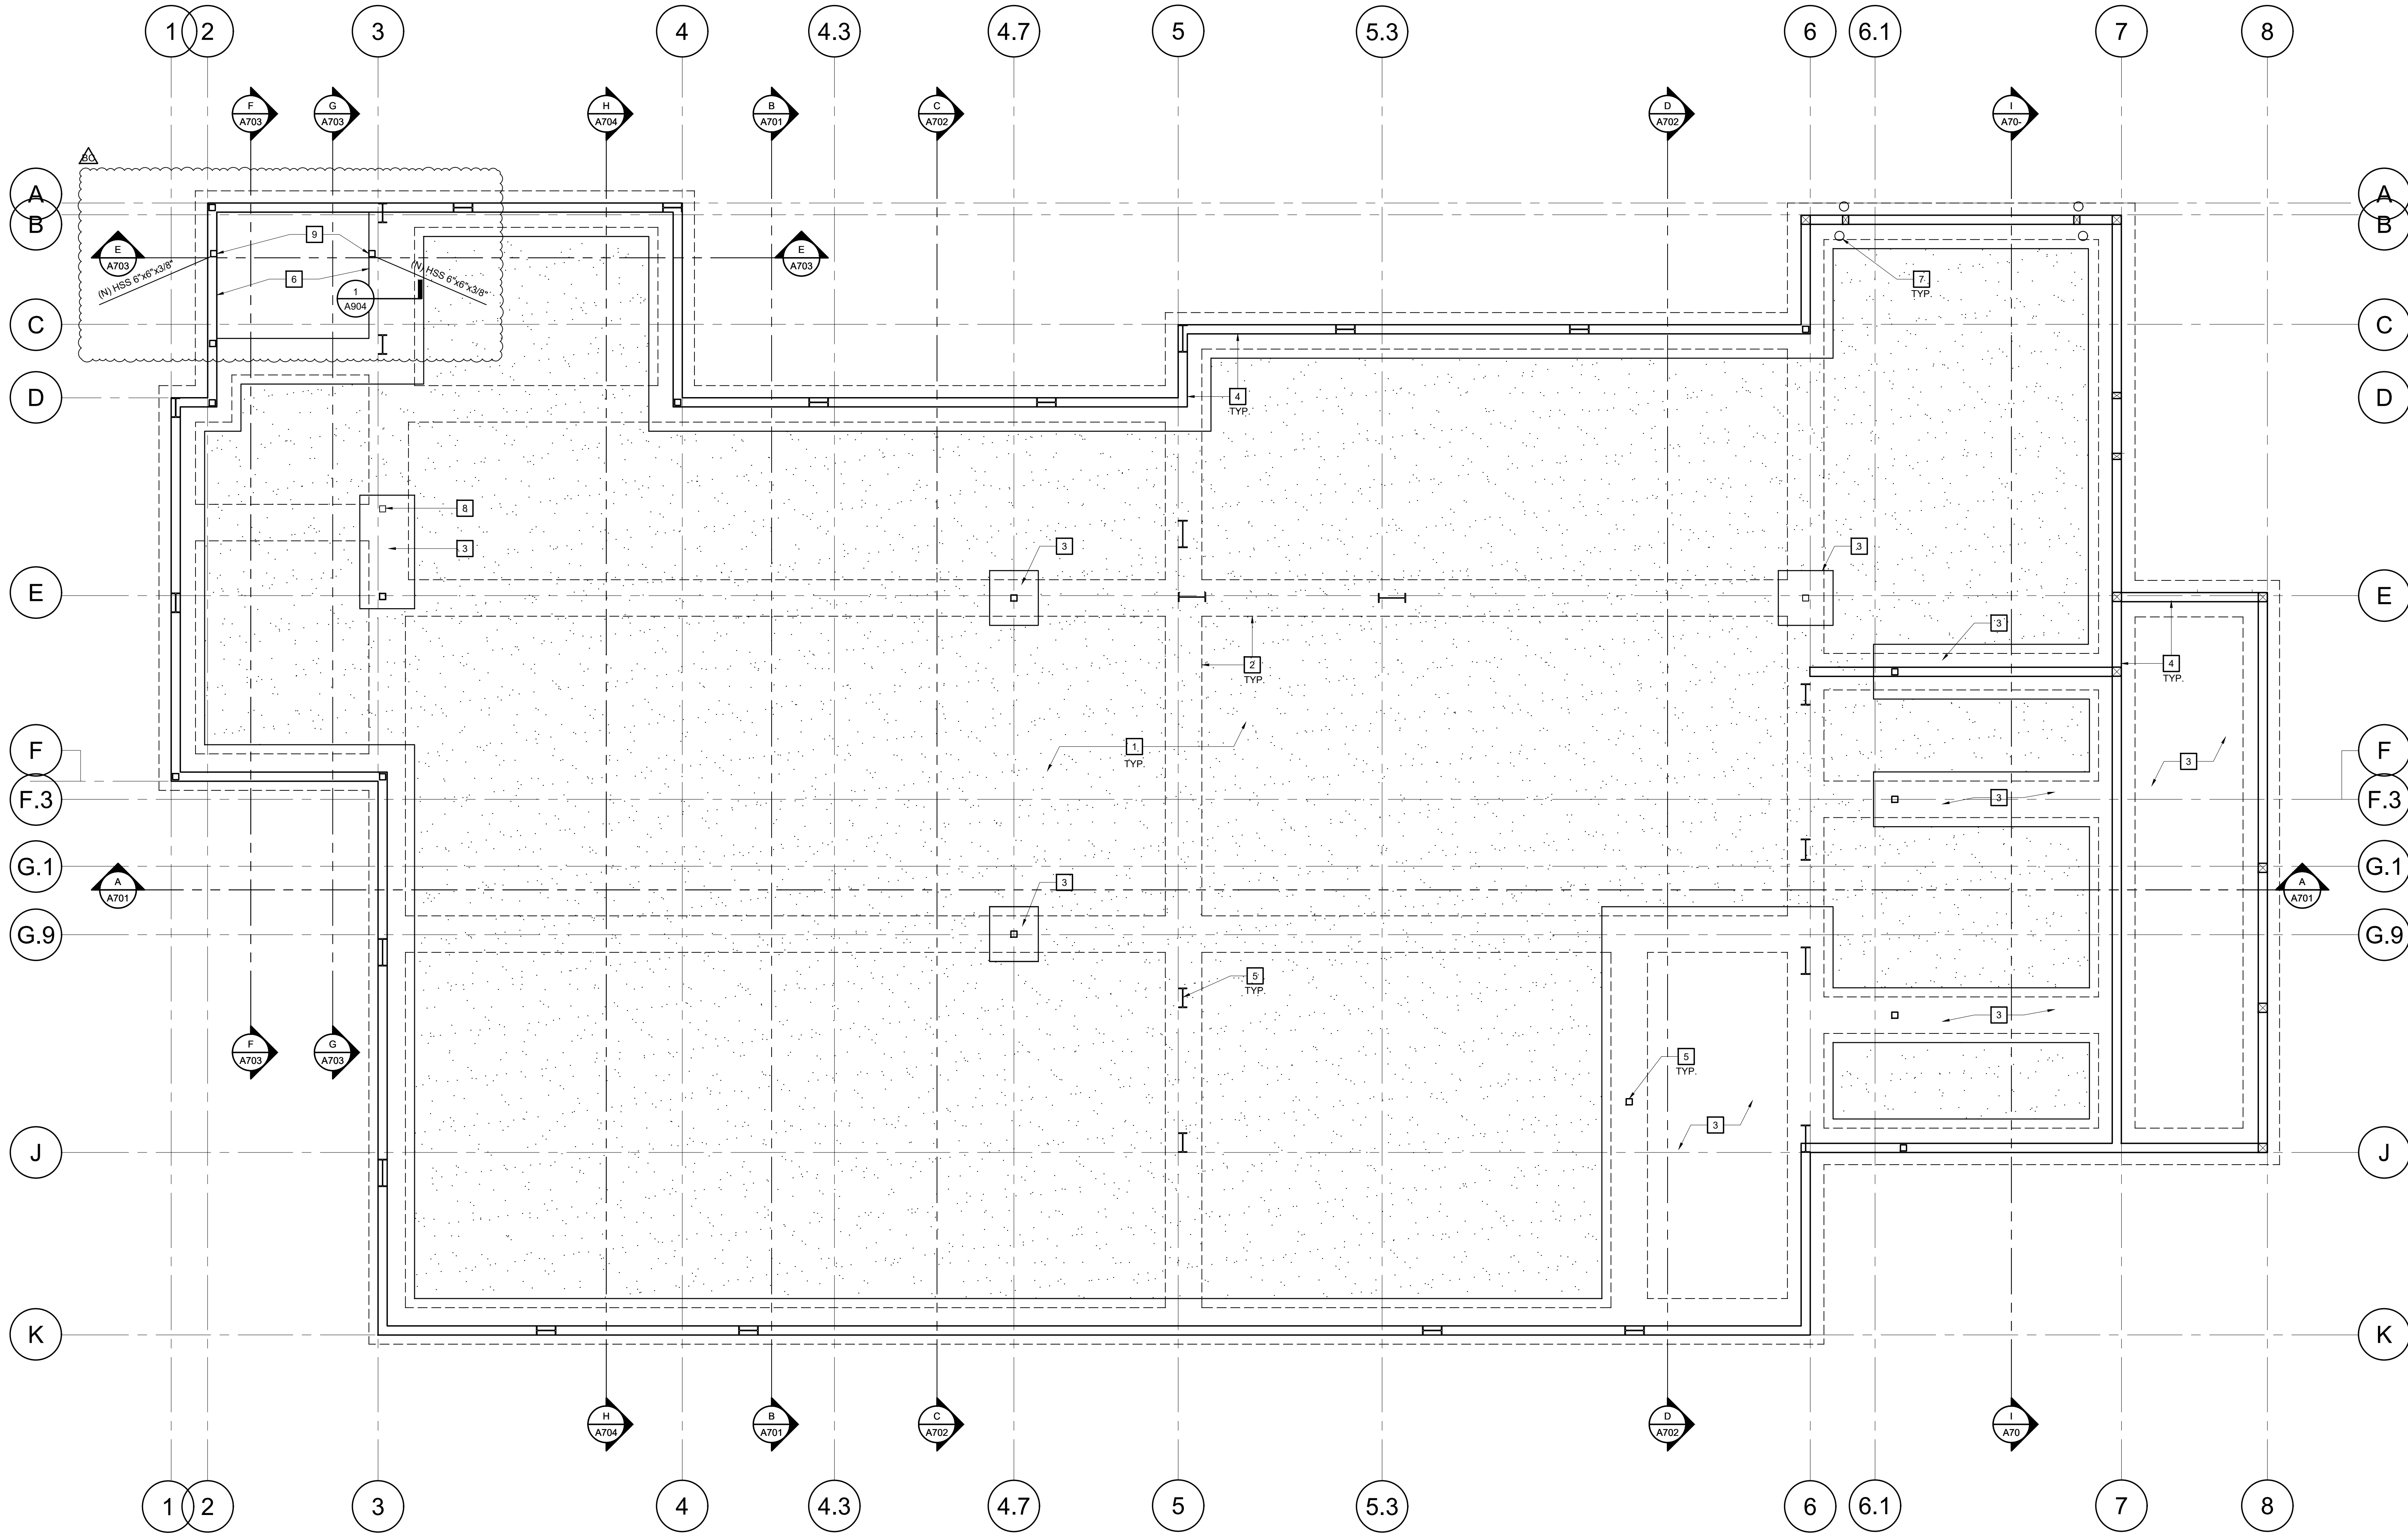 1 2 3 4 4.3 4.7 5 5.3 6 6.1 7 8
F G H B C D I
A703 A703 A704 A701 A702 A702 A70-
BC
A A
B B
9
E E
A703 A703
(N) HSS 6"x6"x3/8" (N) HSS 6"x6"x3/8"
6
7
TYP.
1
A904
C C
D D
4
TYP.
8
3 3 3
E E
3
2
TYP.
4
TYP.
1
TYP.
F F
3
F.3 3 F.3
G.1 G.1
A 3 A
A701 A701
G.9 G.9
5
TYP.
3
F G
A703 A703
5
TYP.
3
J J
K K
H B C D I
A704 A701 A702 A702 A70
1 2 3 4 4.3 4.7 5 5.3 6 6.1 7 8